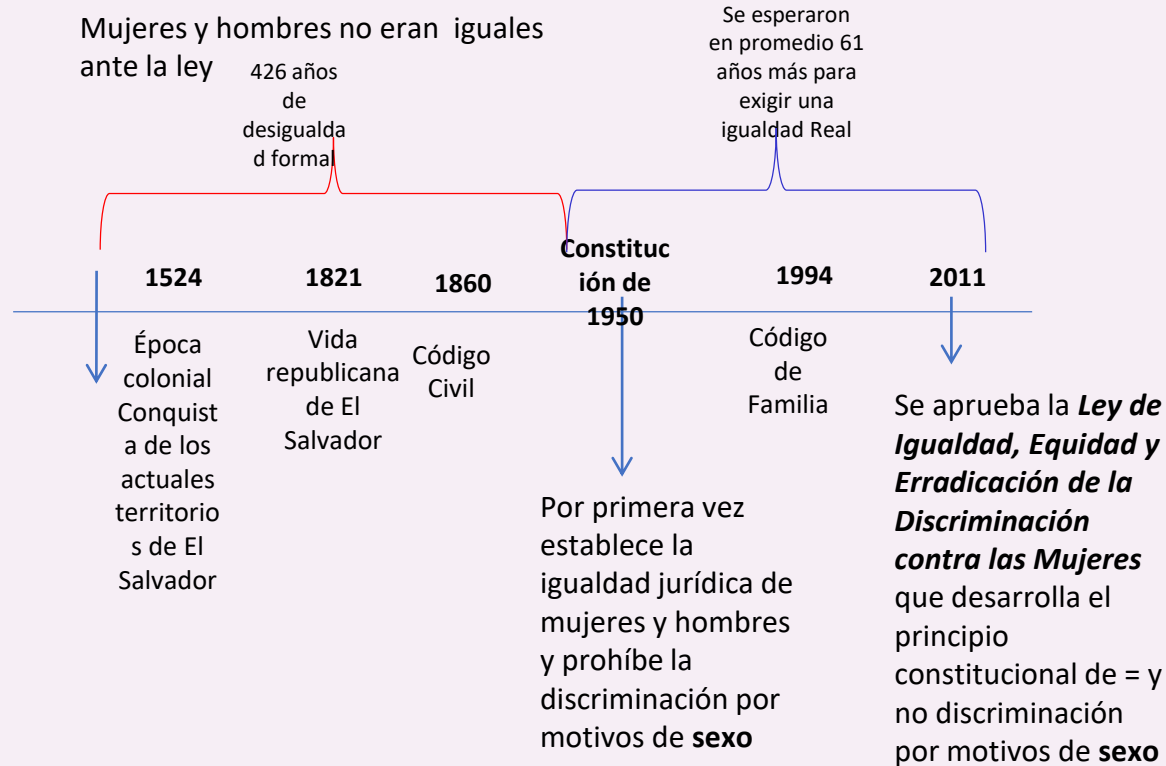 Mujeres y hombres no eran iguales
ante la ley
426 años
de
desigualda
d formal
Se esperaron
en promedio 61
años más para
exigir una
igualdad Real
1524
Época
colonial
Conquist
a de los
actuales
territorio
s de El
Salvador
1821
Vida
republicana
de El
Salvador
1860
Código
Civil
Constituc
ión de
1950
Por primera vez
establece la
igualdad jurídica de
mujeres y hombres
y prohíbe la
discriminación por
motivos de sexo
1994
Código
de
Familia
2011
Se aprueba la Ley de
Igualdad, Equidad y
Erradicación de la
Discriminación
contra las Mujeres
que desarrolla el
principio
constitucional de = y
no discriminación
por motivos de sexo